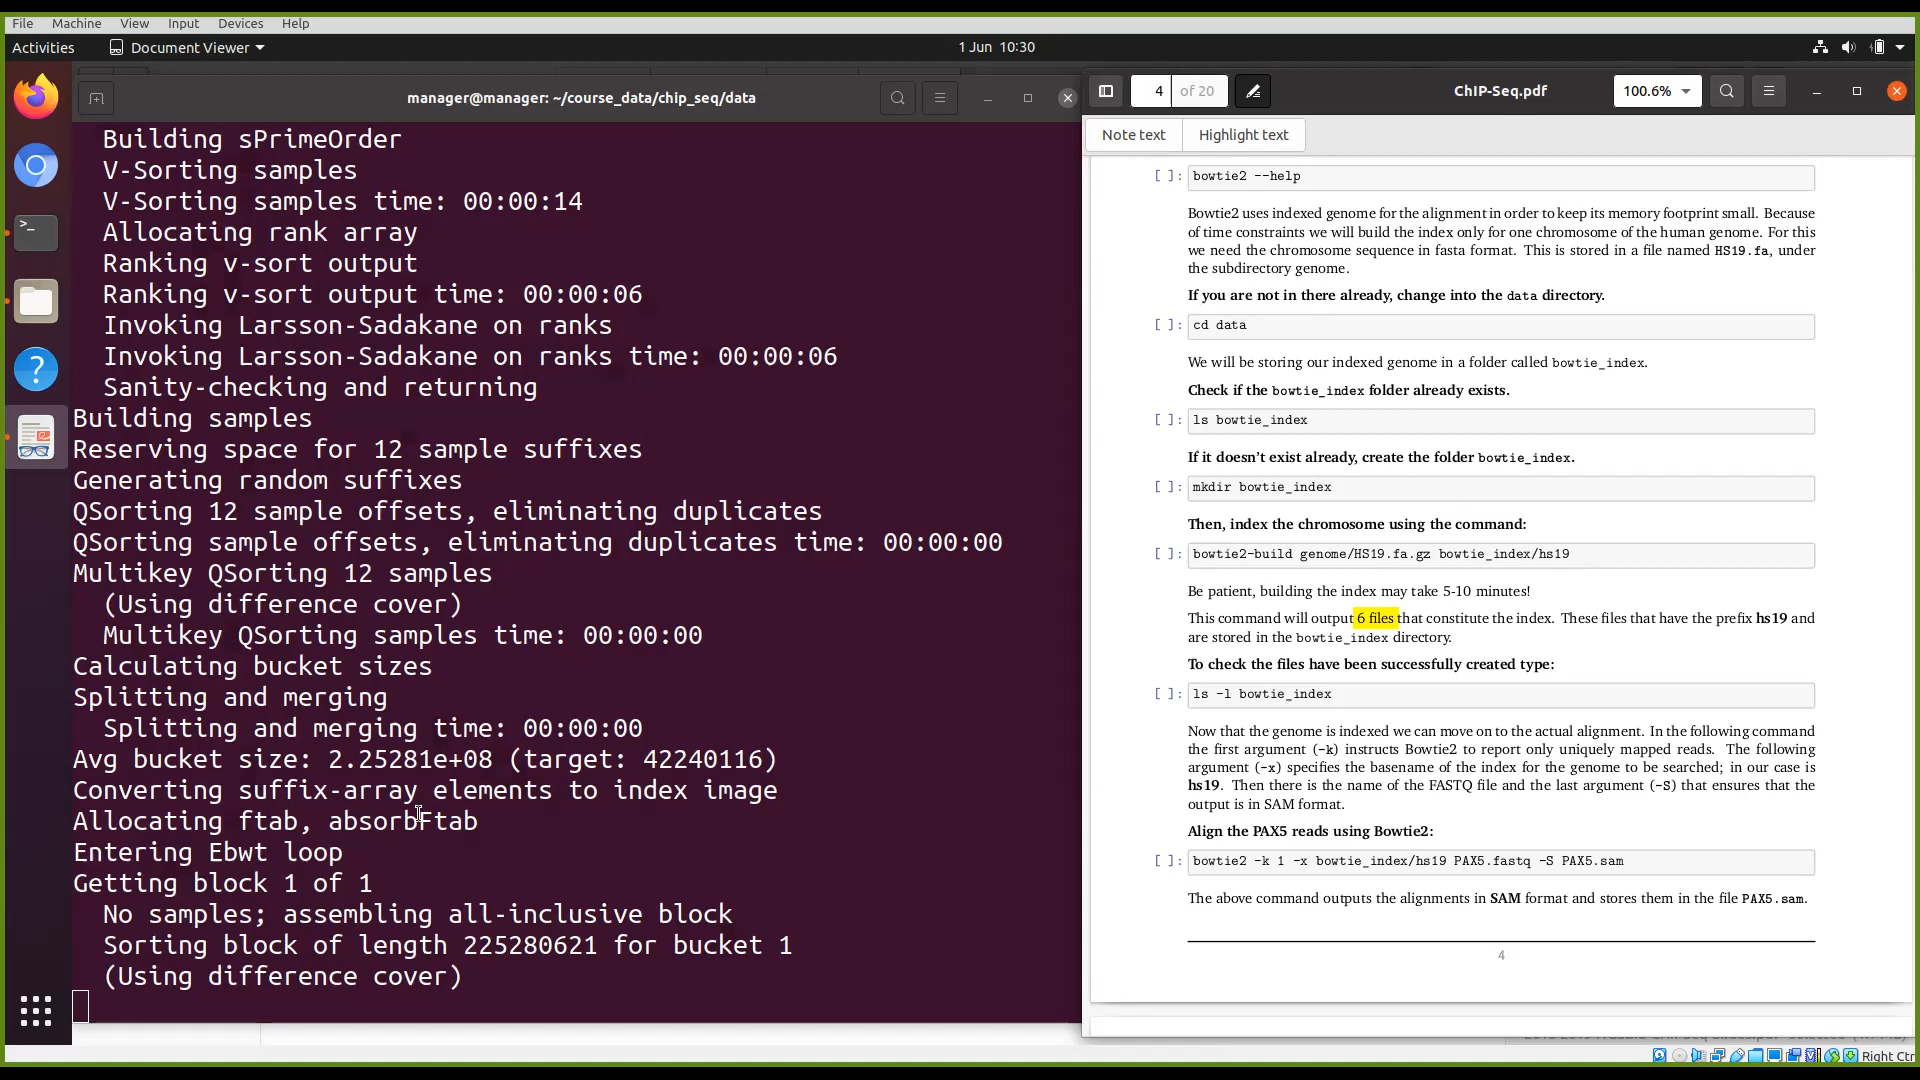 File Machine View Input Devices Help
Activities Document Viewer 1 Jun 10:30
manager@manager: ~/course_data/chip_seq/data
Building sPrimeOrder
V-Sorting samples
V-Sorting samples time: 00:00:14
Allocating rank array
Ranking v-sort output
Ranking v-sort output time: 00:00:06
Invoking Larsson-Sadakane on ranks
Invoking Larsson-Sadakane on ranks time: 00:00:06
Sanity-checking and returning
Building samples
Reserving space for 12 sample suffixes
Generating random suffixes
QSorting 12 sample offsets, eliminating duplicates
QSorting sample offsets, eliminating duplicates time: 00:00:00
Multikey QSorting 12 samples
(Using difference cover)
Multikey QSorting samples time: 00:00:00
Calculating bucket sizes
Splitting and merging
Splitting and merging time: 00:00:00
Avg bucket size: 2.25281e+08 (target: 42240116)
Converting suffix-array elements to index image
Allocating ftab, absorbFtab
Entering Ebwt loop
Getting block 1 of 1
No samples; assembling all-inclusive block
Sorting block of length 225280621 for bucket 1
(Using difference cover)
4 of 20 ChIP-Seq.pdf 100.6%
Note text Highlight text
[ ]: bowtie2 --help
Bowtie2 uses indexed genome for the alignment in order to keep its memory footprint small. Because
of time constraints we will build the index only for one chromosome of the human genome. For this
we need the chromosome sequence in fasta format. This is stored in a file named HS19.fa, under
the subdirectory genome.
If you are not in there already, change into the data directory.
[ ]: cd data
We will be storing our indexed genome in a folder called bowtie_index.
Check if the bowtie_index folder already exists.
[ ]: ls bowtie_index
If it doesn't exist already, create the folder bowtie_index.
[ ]: mkdir bowtie_index
Then, index the chromosome using the command:
[ ]: bowtie2-build genome/HS19.fa.gz bowtie_index/hs19
Be patient, building the index may take 5-10 minutes!
This command will output 6 files that constitute the index. These files that have the prefix hs19 and
are stored in the bowtie_index directory.
To check the files have been successfully created type:
[ ]: ls -l bowtie_index
Now that the genome is indexed we can move on to the actual alignment. In the following command
the first argument (-k) instructs Bowtie2 to report only uniquely mapped reads. The following
argument (-x) specifies the basename of the index for the genome to be searched; in our case is
hs19. Then there is the name of the FASTQ file and the last argument (-S) that ensures that the
output is in SAM format.
Align the PAX5 reads using Bowtie2:
[ ]: bowtie2 -k 1 -x bowtie_index/hs19 PAX5.fastq -S PAX5.sam
The above command outputs the alignments in SAM format and stores them in the file PAX5.sam.
4
Right Ctrl